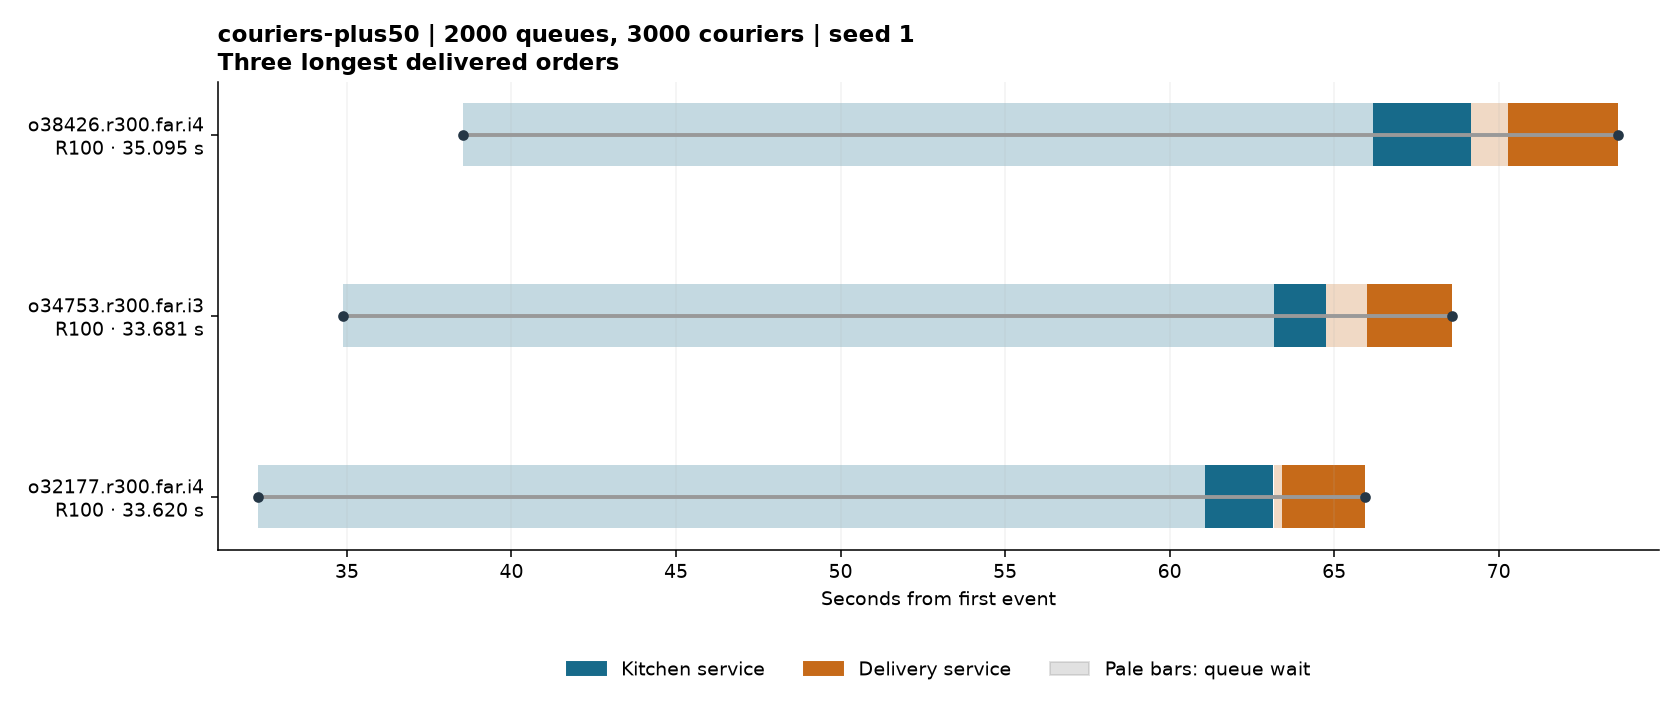 couriers-plus50 | 2000 queues, 3000 couriers | seed 1
Three longest delivered orders
o38426.r300.far.i4
R100 · 35.095 s
o34753.r300.far.i3
R100 · 33.681 s
o32177.r300.far.i4
R100 · 33.620 s
35 40 45 50 55 60 65 70
Seconds from first event
Kitchen service Delivery service Pale bars: queue wait